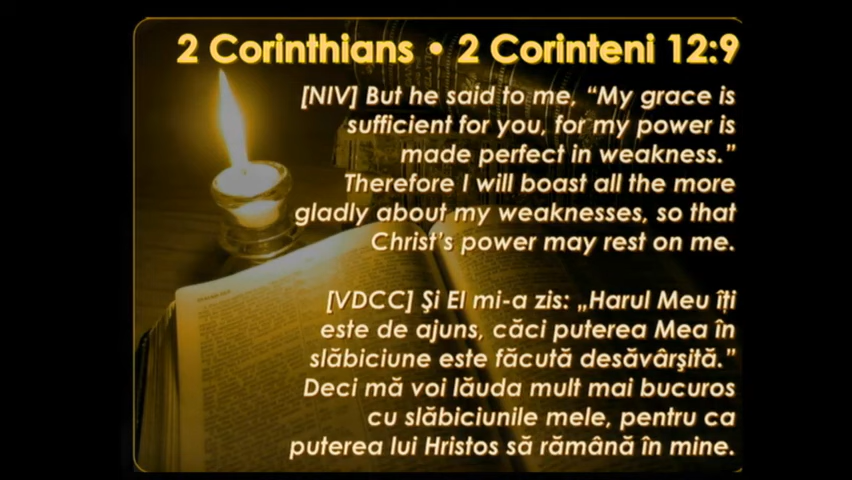 2 Corinthians • 2 Corinteni 12:9
[NIV] But he said to me, “My grace is
sufficient for you, for my power is
made perfect in weakness.”
Therefore I will boast all the more
gladly about my weaknesses, so that
Christ’s power may rest on me.
[VDCC] Şi El mi-a zis: „Harul Meu îţi
este de ajuns, căci puterea Mea în
slăbiciune este făcută desăvârşită.”
Deci mă voi lăuda mult mai bucuros
cu slăbiciunile mele, pentru ca
puterea lui Hristos să rămână în mine.